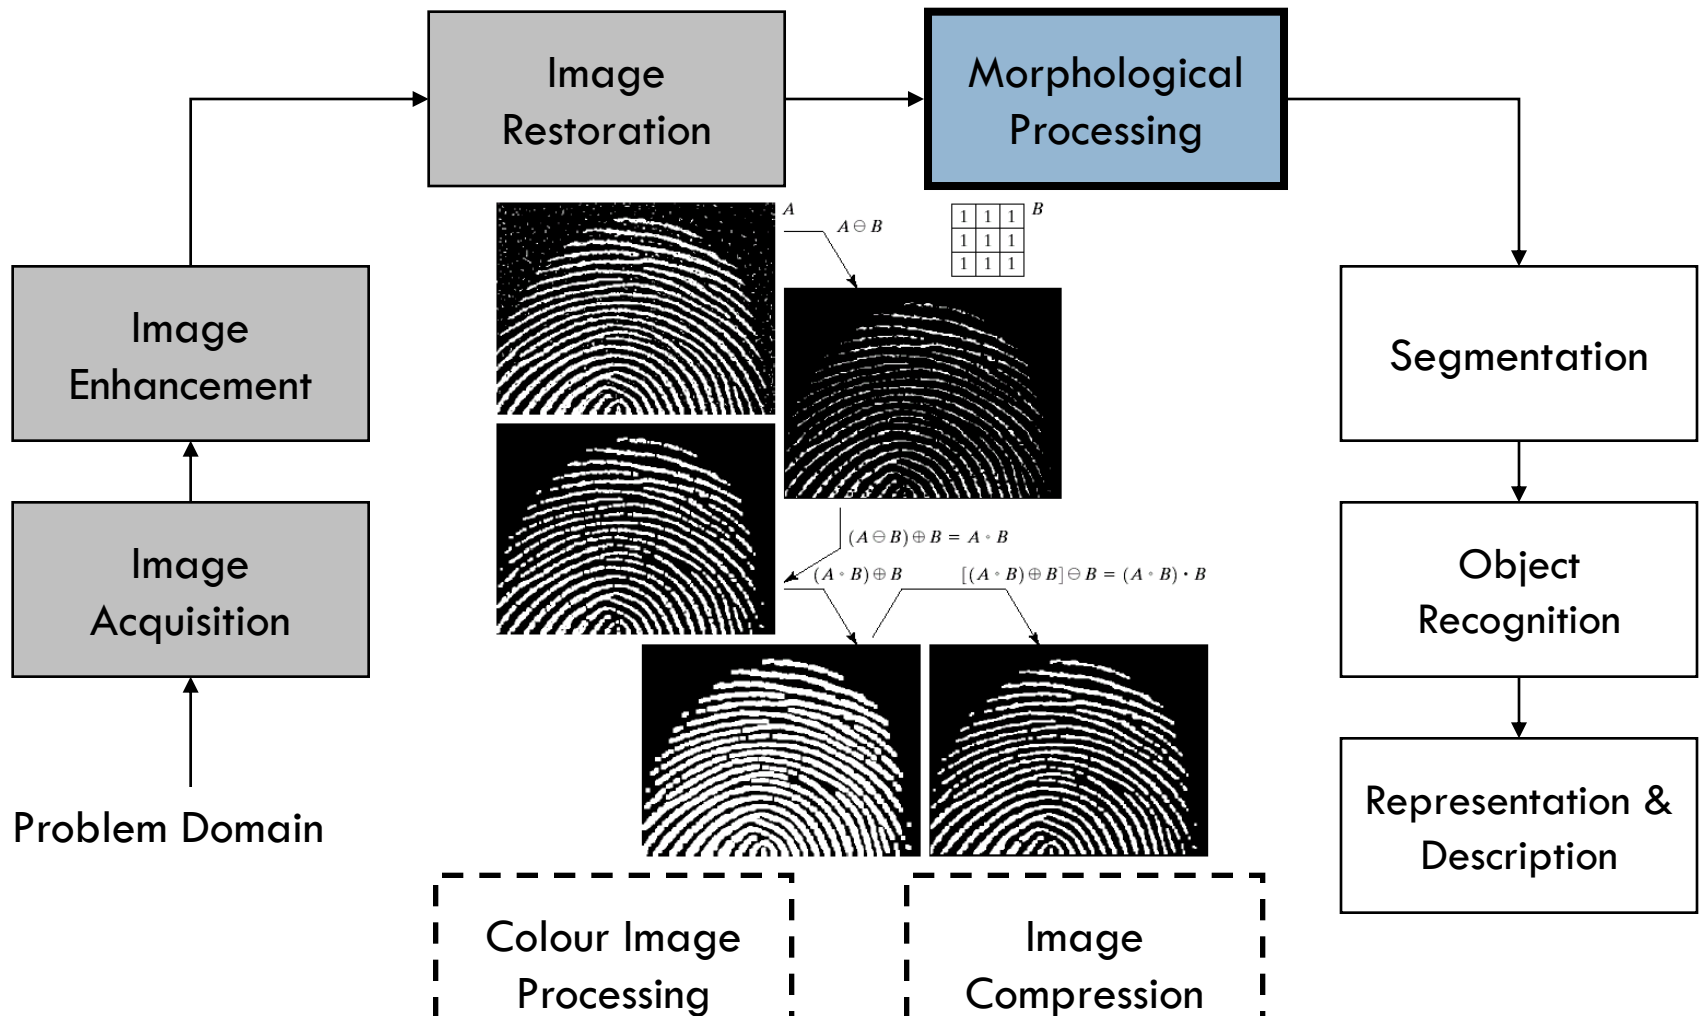 Image
Restoration
Morphological
Processing
A
A ⊖ B
1 1 1
1 1 1
1 1 1
B
Image
Enhancement
Segmentation
Image
Acquisition
(A ⊖ B) ⊕ B = A ∘ B
(A ∘ B) ⊕ B
[(A ∘ B) ⊕ B] ⊖ B = (A ∘ B) • B
Object
Recognition
Problem Domain
Representation &
Description
Colour Image
Processing
Image
Compression